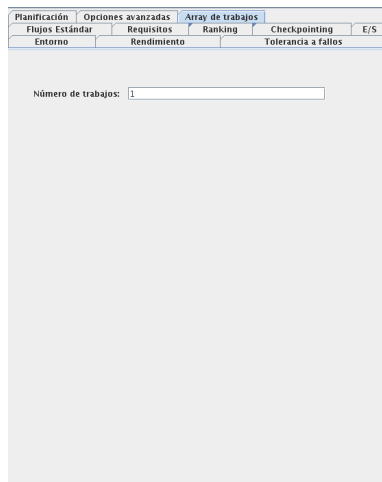 Planificación Opciones avanzadas Array de trabajos
Flujos Estándar Requisitos Ranking Checkpointing E/S
Entorno Rendimiento Tolerancia a fallos
Número de trabajos: 1